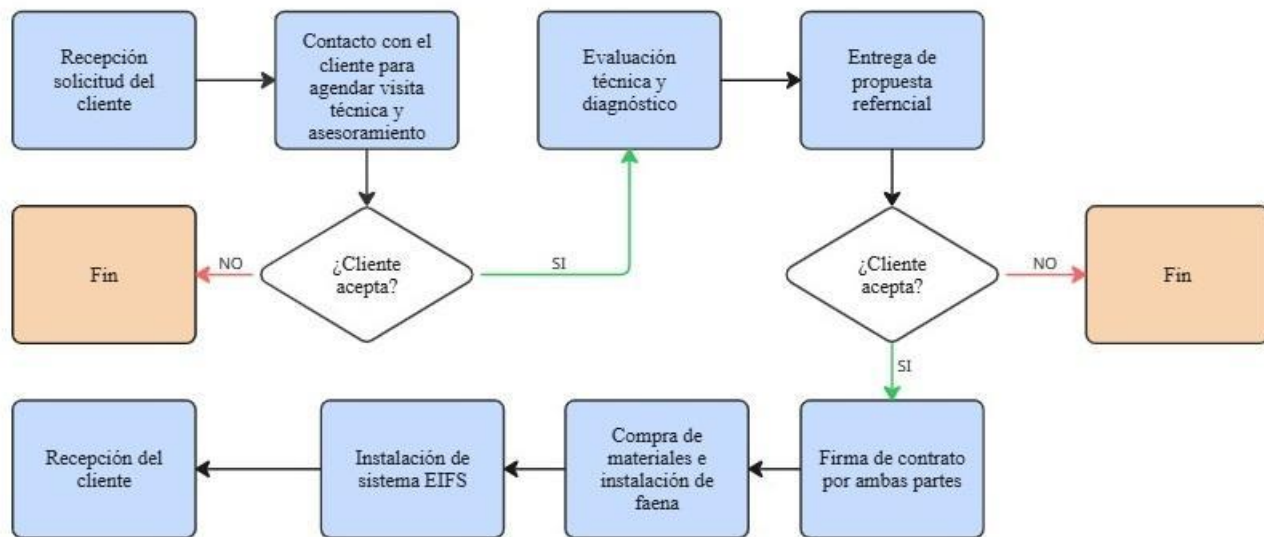 Recepción
solicitud del
cliente
Contacto con el
cliente para
agendar visita
técnica y
asesoramiento
Evaluación
técnica y
diagnóstico
Entrega de
propuesta
referncial
Fin
NO
¿Cliente
acepta?
SI
¿Cliente
acepta?
NO
Fin
SI
Recepción del
cliente
Instalación de
sistema EIFS
Compra de
materiales e
instalación de
faena
Firma de contrato
por ambas partes